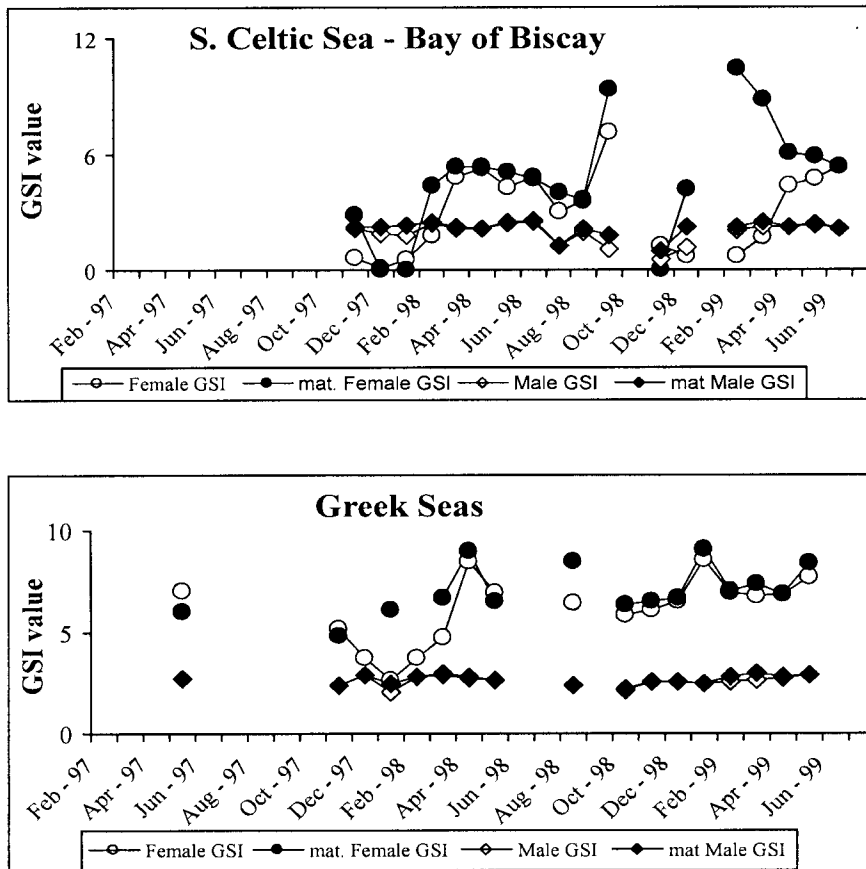 S. Celtic Sea - Bay of Biscay
12
6
0
GSI value
Feb - 97
Apr - 97
Jun - 97
Aug - 97
Oct - 97
Dec - 97
Feb - 98
Apr - 98
Jun - 98
Aug - 98
Oct - 98
Dec - 98
Feb - 99
Apr - 99
Jun - 99
Female GSI mat. Female GSI Male GSI mat Male GSI
Greek Seas
10
5
0
GSI value
Feb - 97
Apr - 97
Jun - 97
Aug - 97
Oct - 97
Dec - 97
Feb - 98
Apr - 98
Jun - 98
Aug - 98
Oct - 98
Dec - 98
Feb - 99
Apr - 99
Jun - 99
Female GSI mat. Female GSI Male GSI mat Male GSI